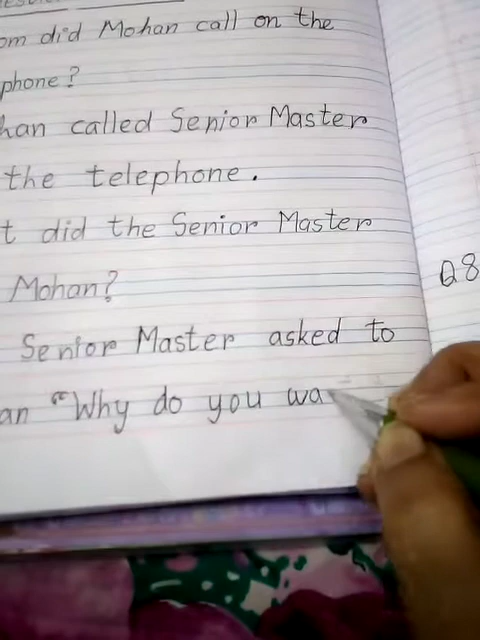 om did Mohan call on the
phone?
han called Senior Master
the telephone.
t did the Senior Master
Mohan?
Senior Master asked to
an "Why do you wa
Q8